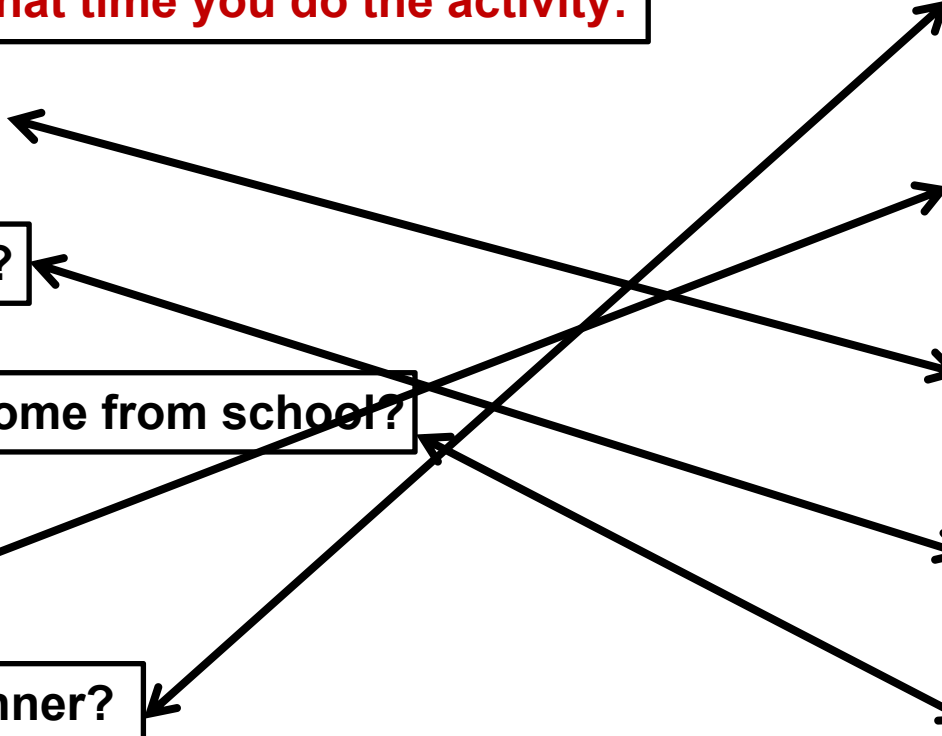 hat time you do the activity.
?
ome from school?
nner?